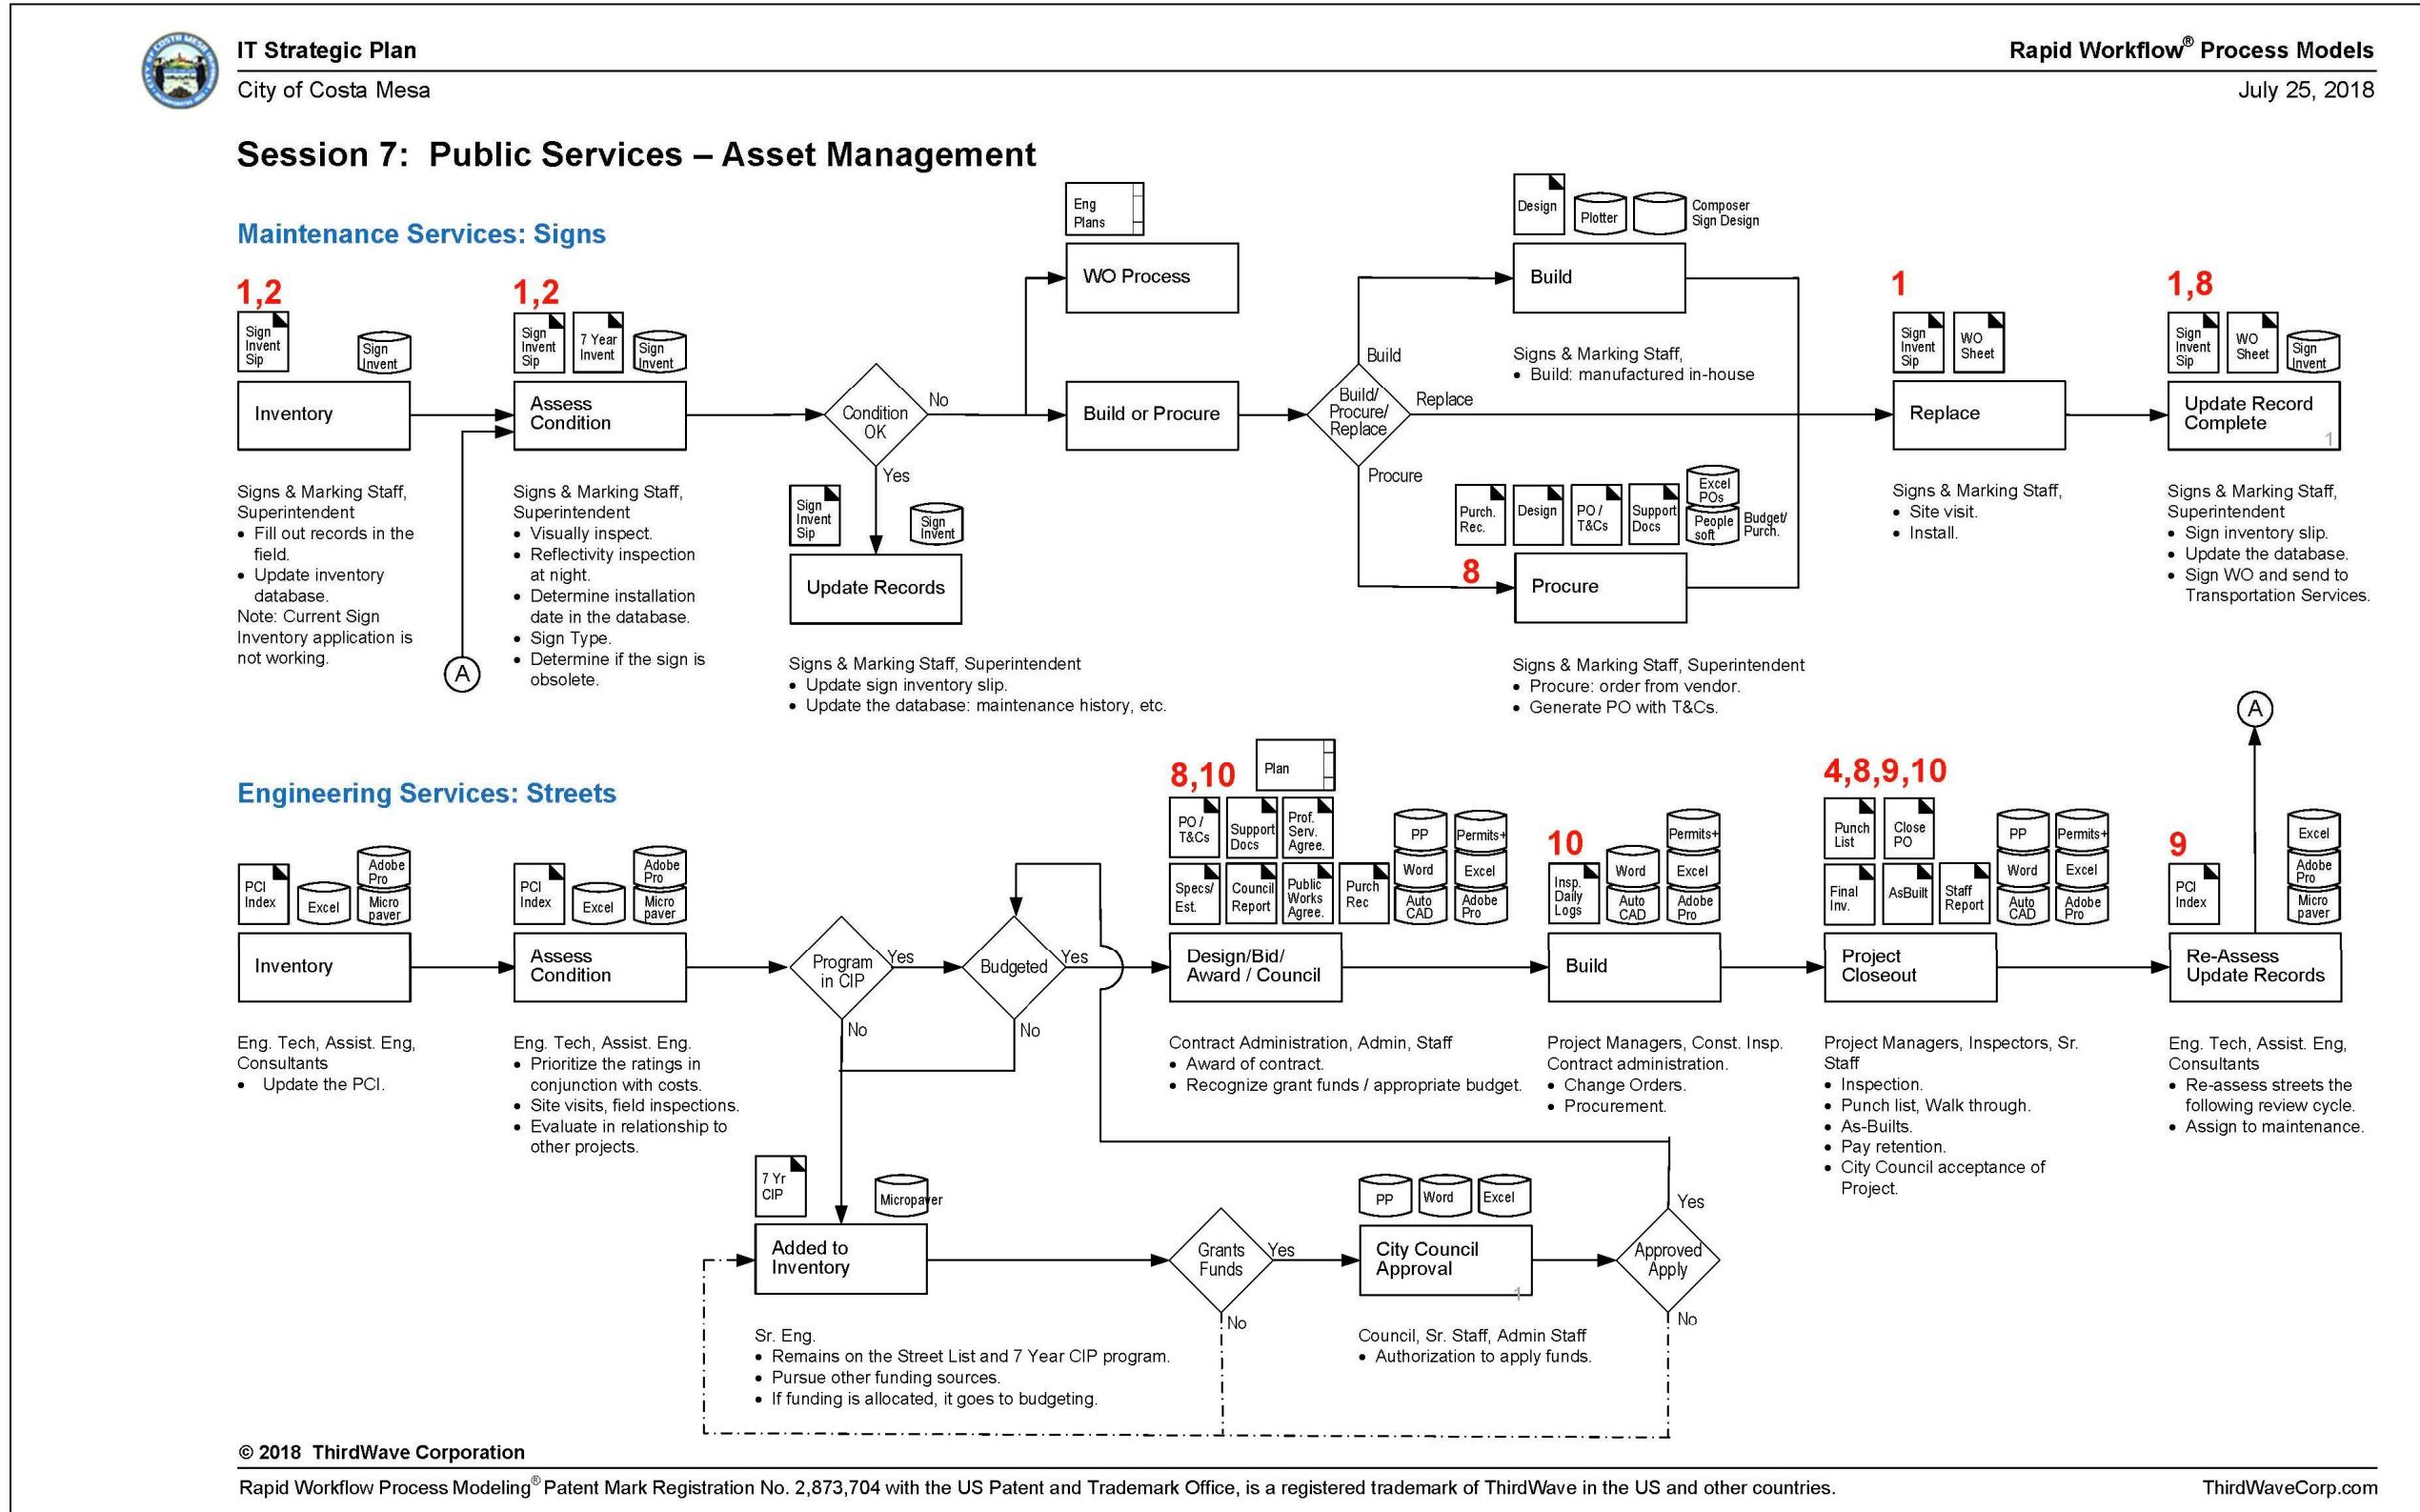 IT Strategic Plan
Rapid Workflow® Process Models
City of Costa Mesa
July 25, 2018
Session 7: Public Services – Asset Management
Maintenance Services: Signs
1,2
Sign
Invent
Sip
Sign
Invent
Inventory
Signs & Marking Staff,
Superintendent
• Fill out records in the
field.
• Update inventory
database.
Note: Current Sign
Inventory application is
not working.
A
1,2
Sign
Invent
Sip
7 Year
Invent
Sign
Invent
Assess
Condition
Signs & Marking Staff,
Superintendent
• Visually inspect.
• Reflectivity inspection
at night.
• Determine installation
date in the database.
• Sign Type.
• Determine if the sign is
obsolete.
Condition
OK
No
Yes
Sign
Invent
Sip
Sign
Invent
Update Records
Signs & Marking Staff, Superintendent
• Update sign inventory slip.
• Update the database: maintenance history, etc.
Eng
Plans
WO Process
Build or Procure
Build/
Procure/
Replace
Build
Replace
Procure
Design
Plotter
Composer
Sign Design
Build
Signs & Marking Staff,
• Build: manufactured in-house
Purch.
Rec.
Design
PO /
T&Cs
Support
Docs
Excel
POs
People
soft
Budget/
Purch.
8
Procure
Signs & Marking Staff, Superintendent
• Procure: order from vendor.
• Generate PO with T&Cs.
1
Sign
Invent
Sip
WO
Sheet
Replace
Signs & Marking Staff,
• Site visit.
• Install.
1,8
Sign
Invent
Sip
WO
Sheet
Sign
Invent
Update Record
Complete
1
Signs & Marking Staff,
Superintendent
• Sign inventory slip.
• Update the database.
• Sign WO and send to
Transportation Services.
A
Engineering Services: Streets
PCI
Index
Excel
Adobe
Pro
Micro
paver
Inventory
Eng. Tech, Assist. Eng,
Consultants
• Update the PCI.
PCI
Index
Excel
Adobe
Pro
Micro
paver
Assess
Condition
Eng. Tech, Assist. Eng.
• Prioritize the ratings in
conjunction with costs.
• Site visits, field inspections.
• Evaluate in relationship to
other projects.
Program
in CIP
Yes
No
Budgeted
Yes
No
8,10
Plan
PO /
T&Cs
Support
Docs
Prof.
Serv.
Agree.
Specs/
Est.
Council
Report
Public
Works
Agree.
Purch
Rec
PP
Word
Auto
CAD
Permits+
Excel
Adobe
Pro
Design/Bid/
Award / Council
Contract Administration, Admin, Staff
• Award of contract.
• Recognize grant funds / appropriate budget.
10
Insp.
Daily
Logs
Word
Auto
CAD
Permits+
Excel
Adobe
Pro
Build
Project Managers, Const. Insp.
Contract administration.
• Change Orders.
• Procurement.
4,8,9,10
Punch
List
Close
PO
Final
Inv.
AsBuilt
Staff
Report
PP
Word
Auto
CAD
Permits+
Excel
Adobe
Pro
Project
Closeout
Project Managers, Inspectors, Sr.
Staff
• Inspection.
• Punch list, Walk through.
• As-Builts.
• Pay retention.
• City Council acceptance of
Project.
9
PCI
Index
Excel
Adobe
Pro
Micro
paver
Re-Assess
Update Records
Eng. Tech, Assist. Eng,
Consultants
• Re-assess streets the
following review cycle.
• Assign to maintenance.
7 Yr
CIP
Micropaver
Added to
Inventory
Sr. Eng.
• Remains on the Street List and 7 Year CIP program.
• Pursue other funding sources.
• If funding is allocated, it goes to budgeting.
Grants
Funds
Yes
No
PP
Word
Excel
City Council
Approval
1
Council, Sr. Staff, Admin Staff
• Authorization to apply funds.
Approved
Apply
Yes
No
© 2018 ThirdWave Corporation
Rapid Workflow Process Modeling® Patent Mark Registration No. 2,873,704 with the US Patent and Trademark Office, is a registered trademark of ThirdWave in the US and other countries.
ThirdWaveCorp.com